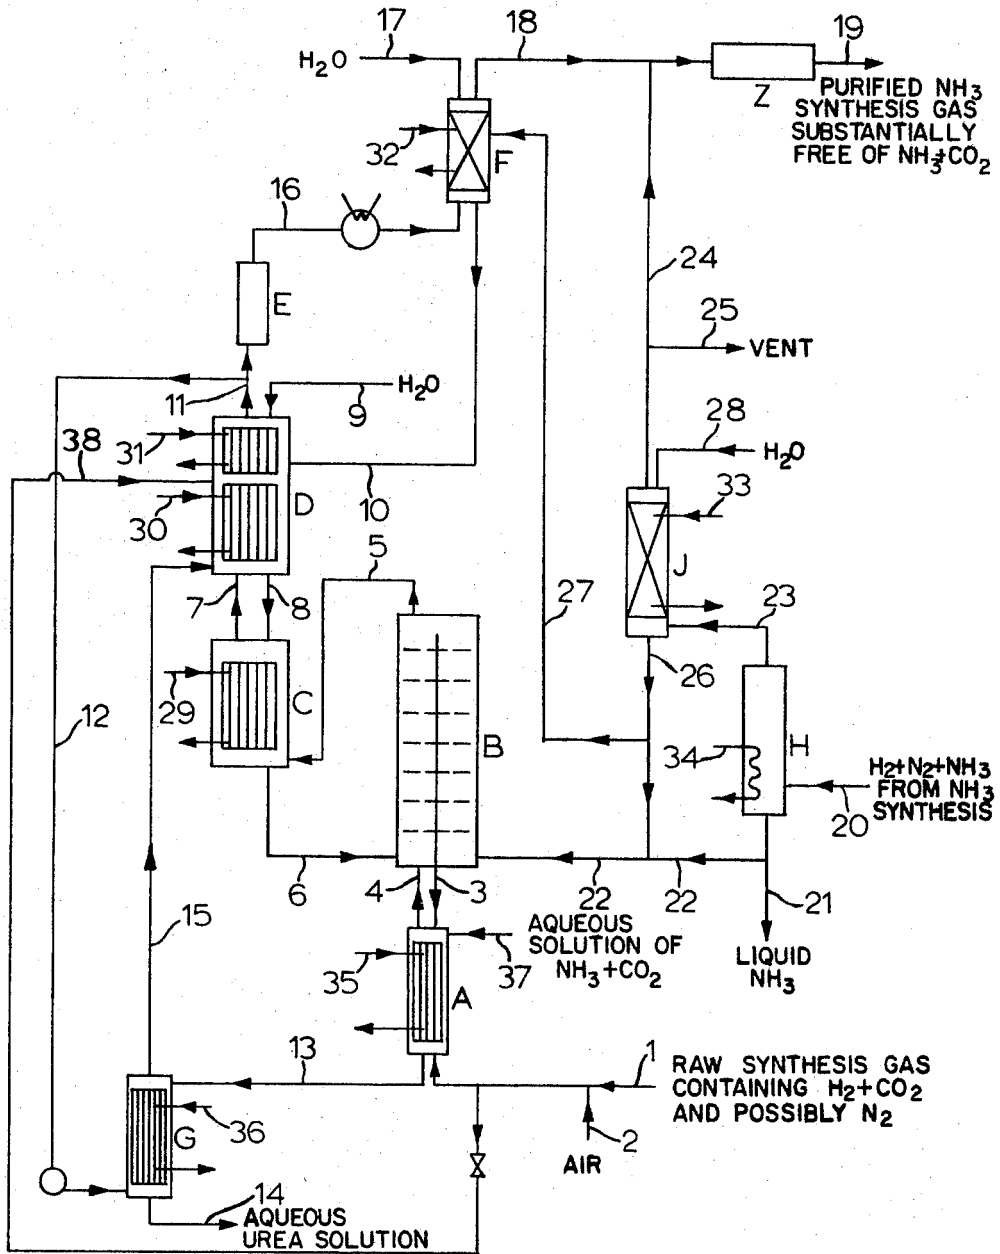 17
18
19
H2O
Z
PURIFIED NH3
SYNTHESIS GAS
SUBSTANTIALLY
FREE OF NH3+CO2
32
F
16
E
24
25
VENT
11
H2O
9
28
H2O
38
31
30
D
10
33
J
5
7
8
27
23
26
29
C
12
B
34
H
H2+N2+NH3
FROM NH3
SYNTHESIS
20
6
4
3
22
22
21
15
AQUEOUS
SOLUTION OF
NH3+CO2
37
LIQUID
NH3
35
A
13
1
RAW SYNTHESIS GAS
CONTAINING H2+CO2
AND POSSIBLY N2
36
G
2
AIR
14
AQUEOUS
UREA SOLUTION